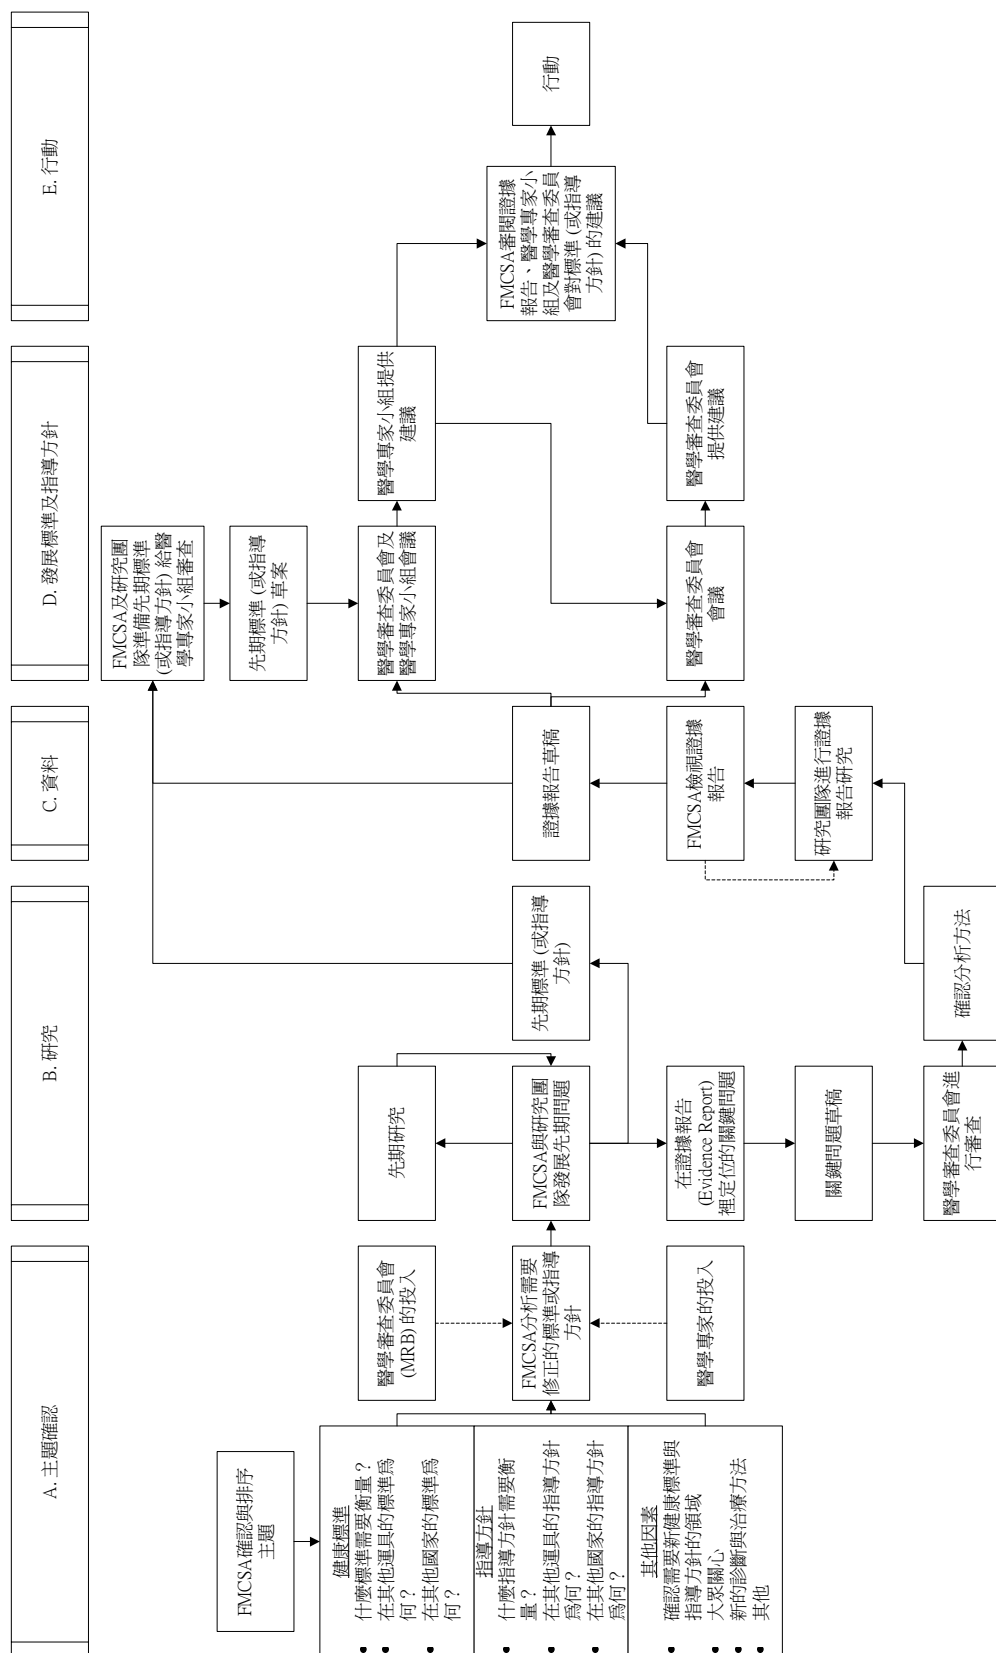 A. 主題確認
B. 研究
C. 資料
D. 發展標準及指導方針
E. 行動
FMCSA確認與排序
主題
健康標準
• 什麼標準需要衡量？
• 在其他運具的標準為
何？
• 在其他國家的標準為
何？
指導方針
• 什麼指導方針需要衡
量？
• 在其他運具的指導方針
為何？
• 在其他國家的指導方針
為何？
其他因素
• 確認需要新健康標準與
指導方針的領域
• 大眾關心
• 新的診斷與治療方法
• 其他
醫學審查委員會
(MRB) 的投入
FMCSA分析需要
修正的標準或指導
方針
醫學專家的投入
先期研究
FMCSA與研究團
隊發展先期問題
在證據報告
(Evidence Report)
裡定位的關鍵問題
關鍵問題草稿
醫學審查委員會進
行審查
先期標準 (或指導
方針)
確認分析方法
證據報告草稿
FMCSA檢視證據
報告
研究團隊進行證據
報告研究
FMCSA及研究團
隊準備先期標準
(或指導方針) 給醫
學專家小組審查
先期標準 (或指導
方針) 草案
醫學審查委員會及
醫學專家小組會議
醫學審查委員會
會議
醫學專家小組提供
建議
醫學審查委員會
提供建議
FMCSA審閱證據
報告、醫學專家小
組及醫學審查委員
會對標準 (或指導
方針) 的建議
行動